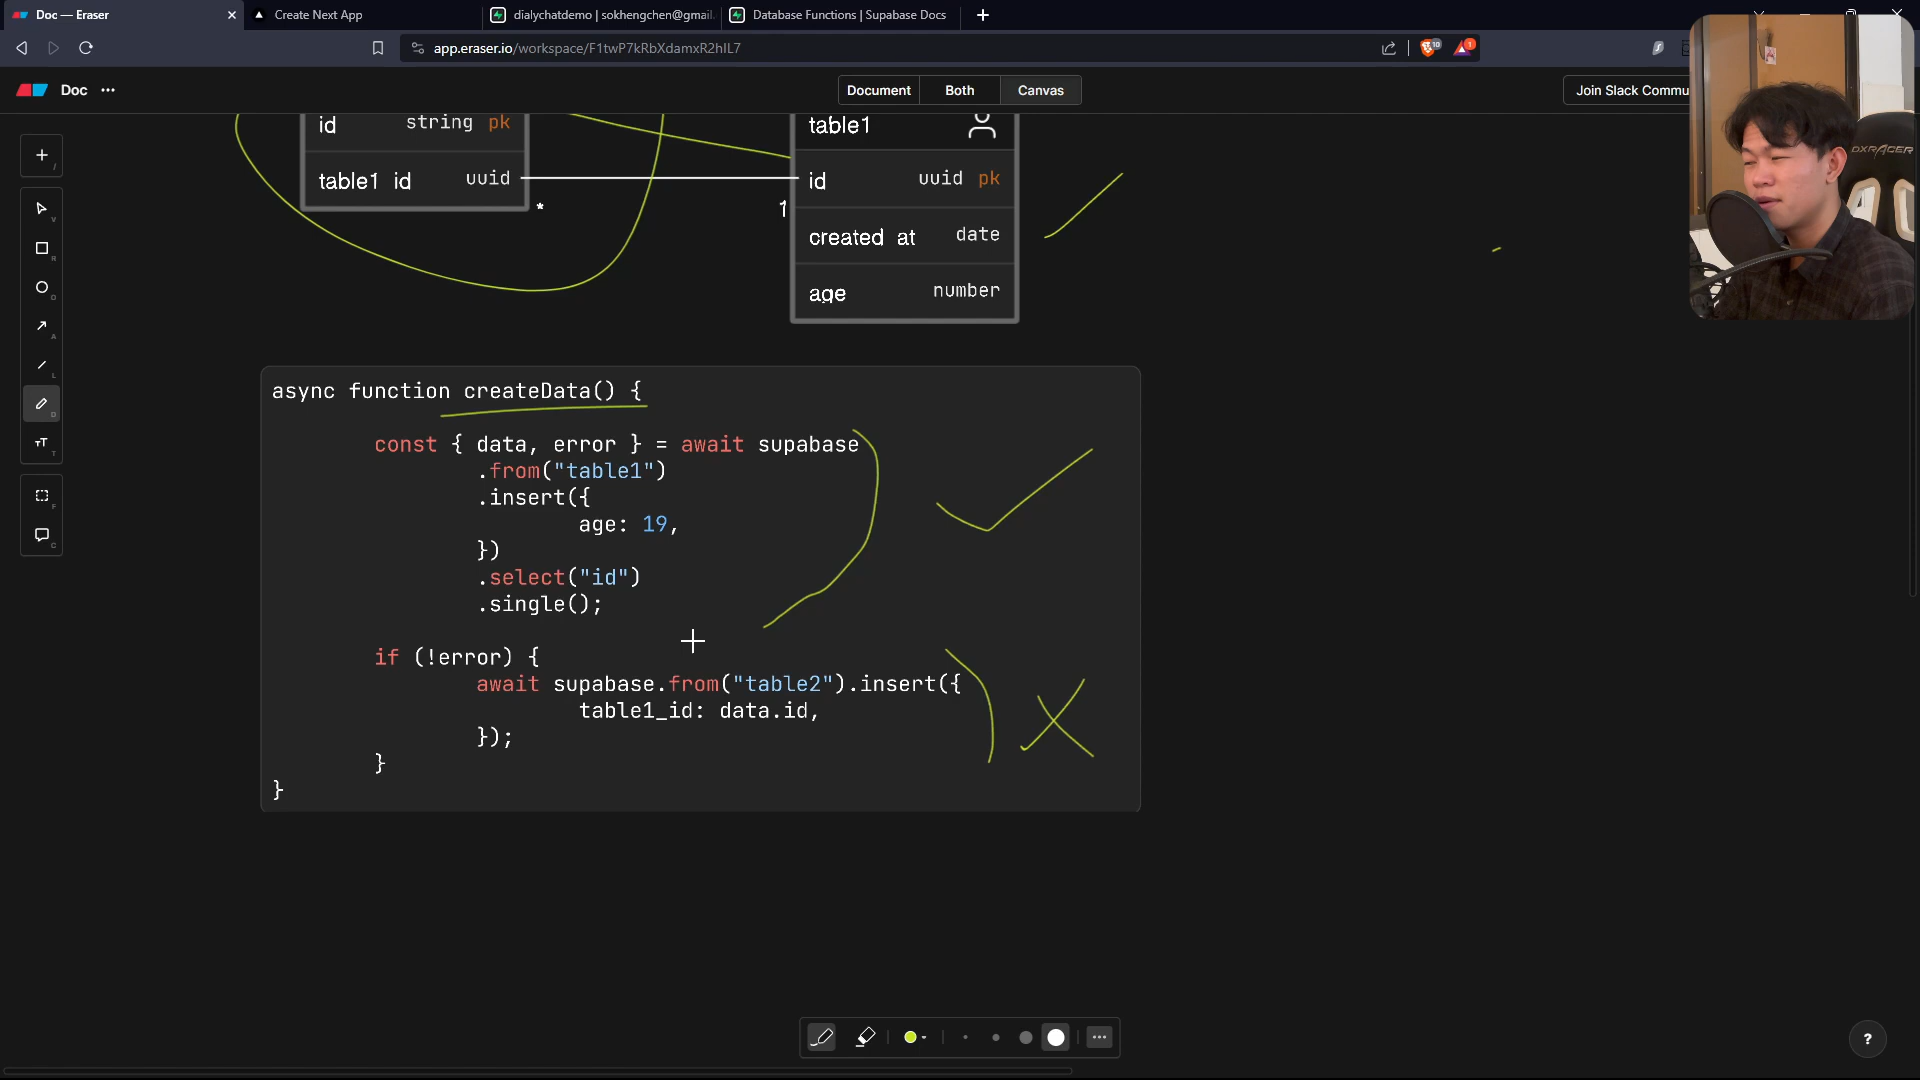 Doc — Eraser
Create Next App
dialychatdemo | sokhengchen@gmail.
Database Functions | Supabase Docs
app.eraser.io/workspace/F1twP7kRbXdamxR2hIL7
10
1
Doc
Document
Both
Canvas
Join Slack Commu
id string pk
table1 id uuid
*
1
table1
id uuid pk
created at date
age number
async function createData() {
const { data, error } = await supabase
.from("table1")
.insert({
age: 19,
})
.select("id")
.single();
if (!error) {
await supabase.from("table2").insert({
table1_id: data.id,
});
}
}
DXRACER
?